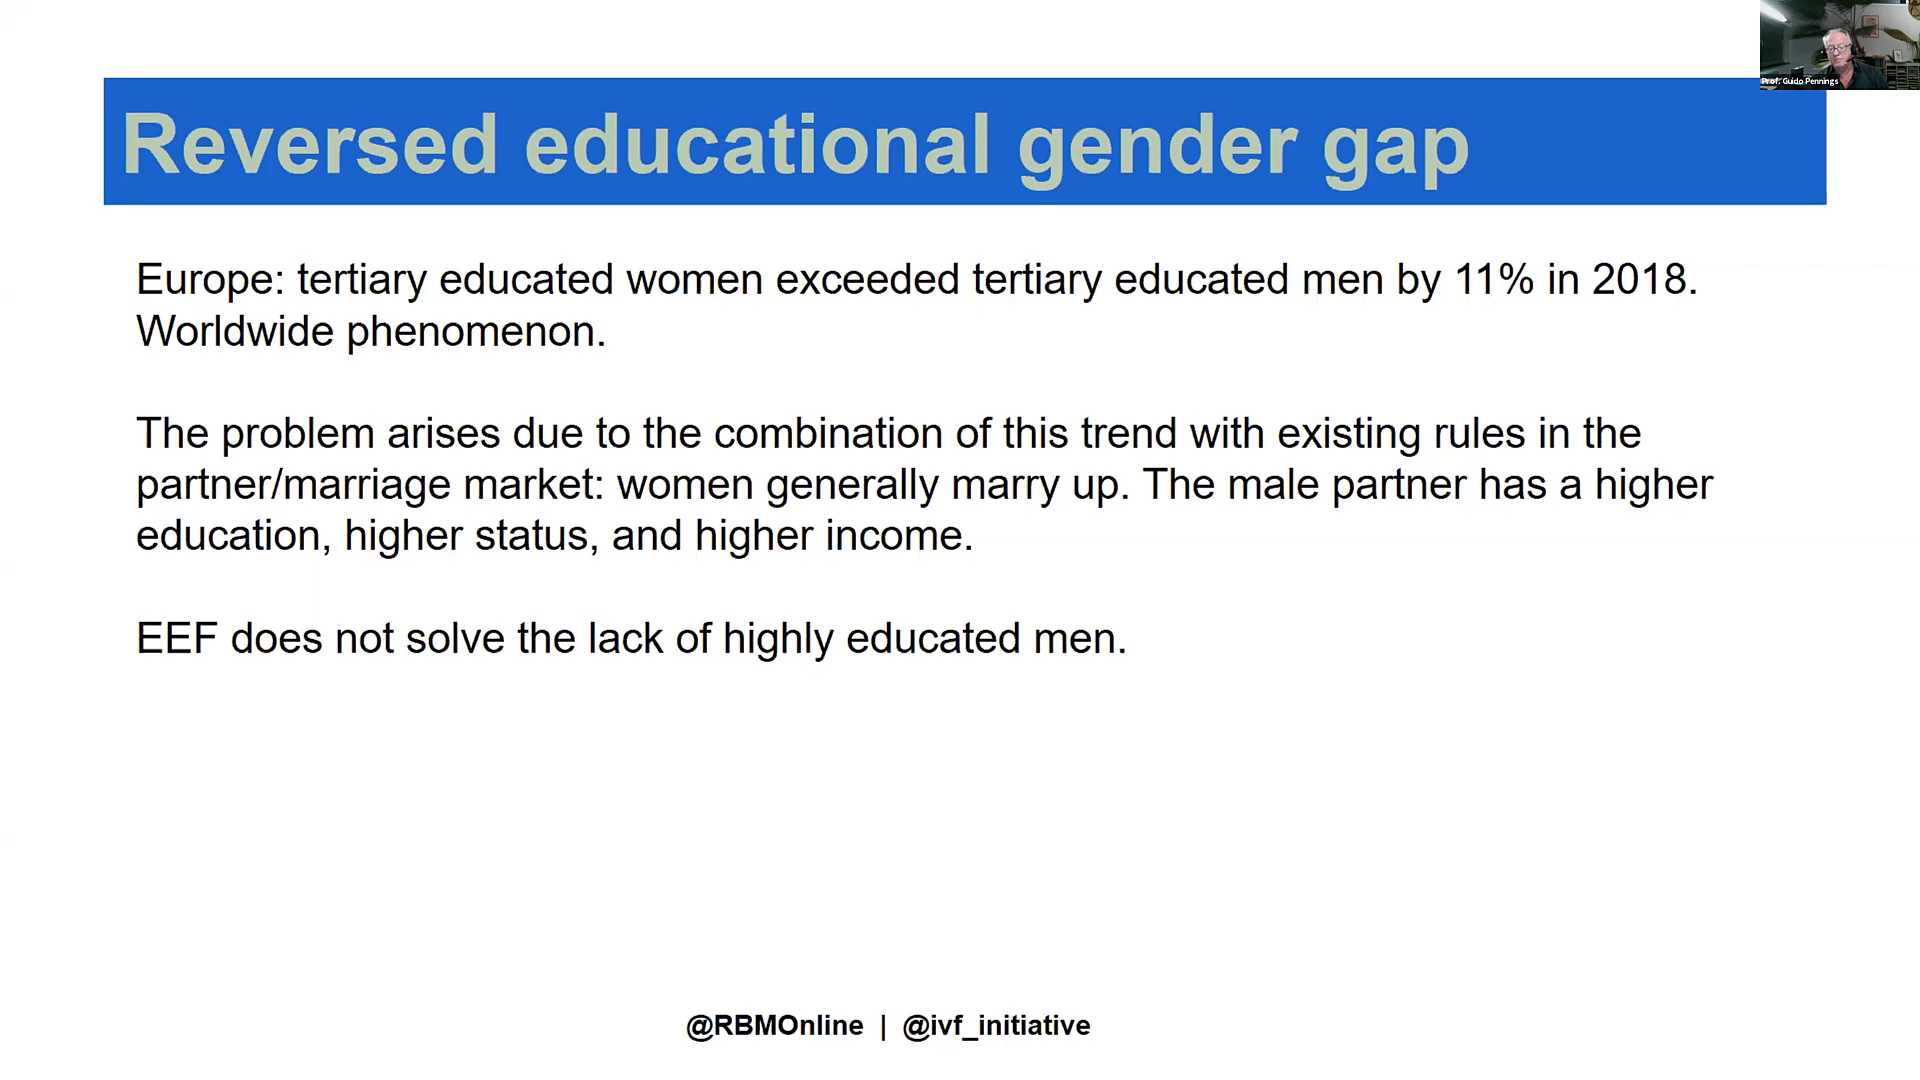 Prof. Guido Pennings
Reversed educational gender gap
Europe: tertiary educated women exceeded tertiary educated men by 11% in 2018.
Worldwide phenomenon.
The problem arises due to the combination of this trend with existing rules in the
partner/marriage market: women generally marry up. The male partner has a higher
education, higher status, and higher income.
EEF does not solve the lack of highly educated men.
@RBMOnline | @ivf_initiative